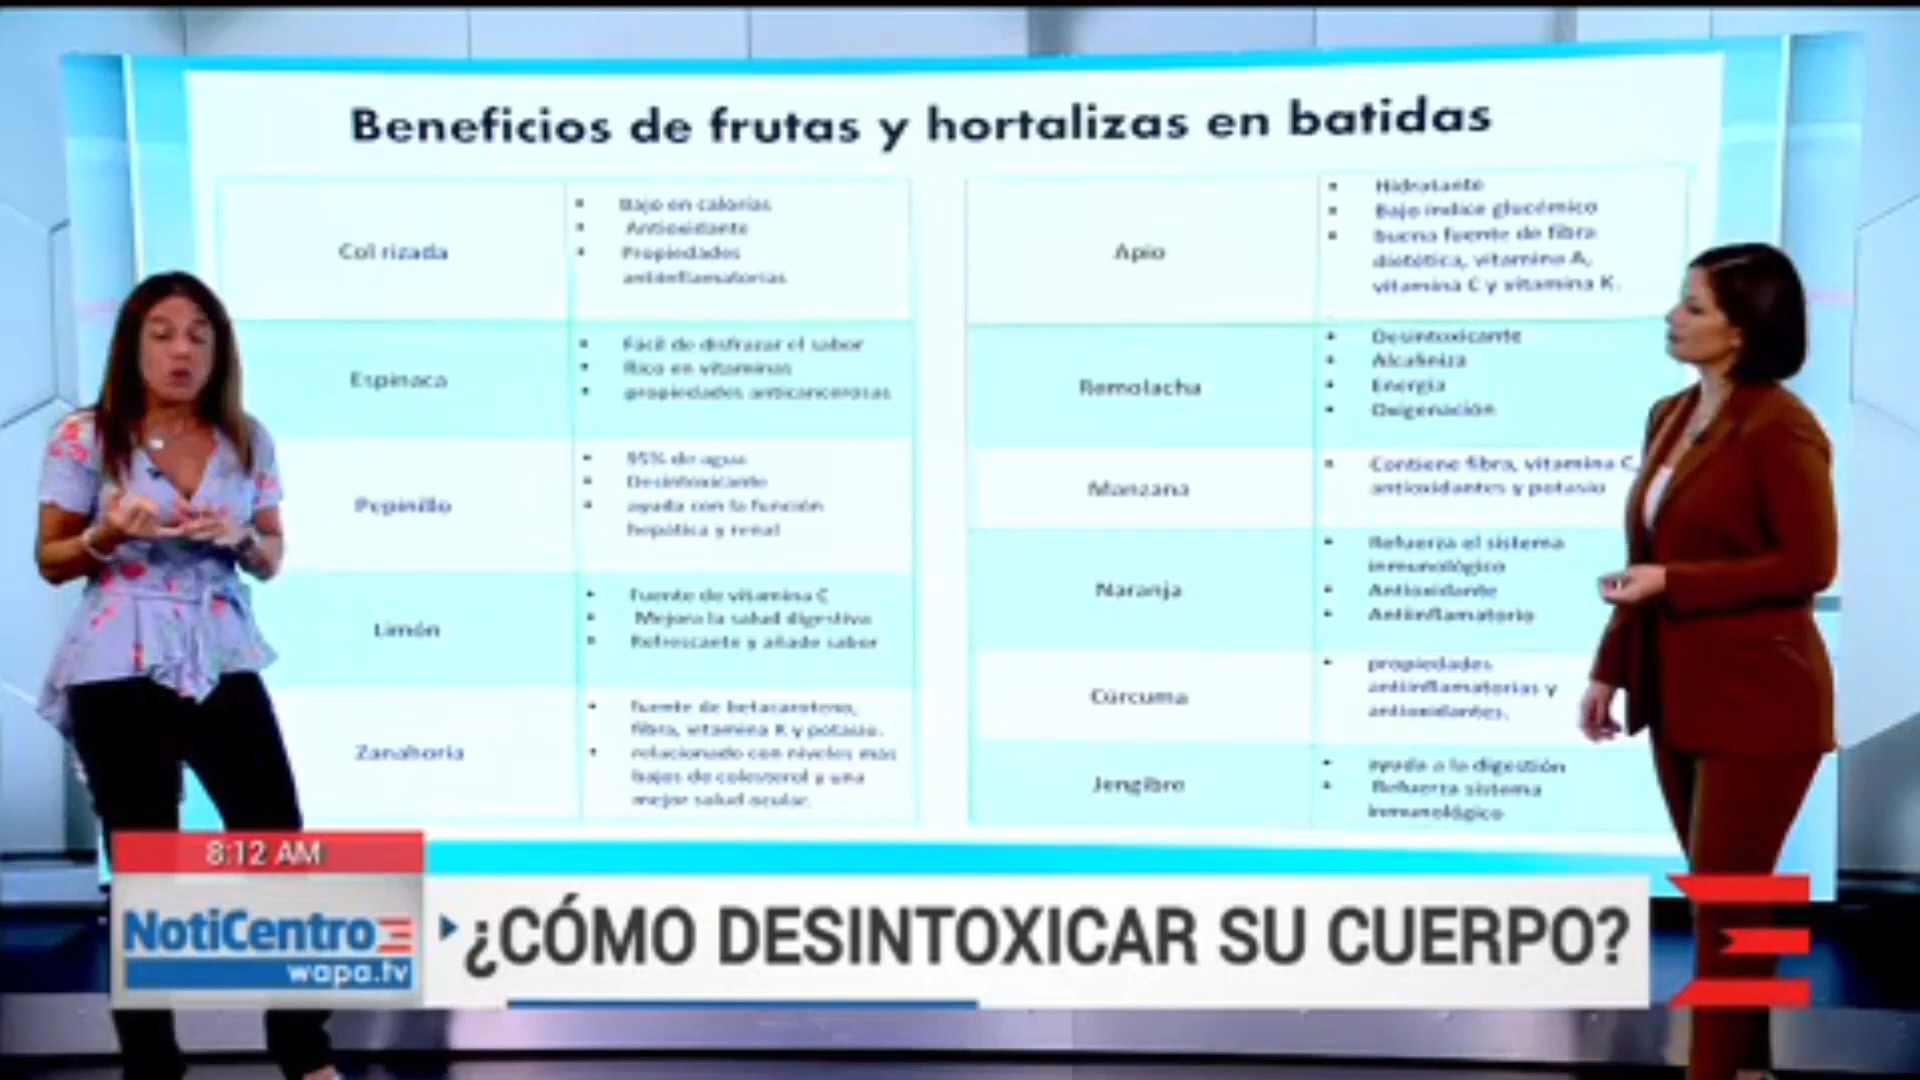 Beneficios de frutas y hortalizas en batidas
Col rizada
Bajo en calorías
Antioxidante
Propiedades
antiinflamatorias
Espinaca
Fácil de disfrazar el sabor
Rico en vitaminas
propiedades anticancerosas
Pepinillo
95% de agua
Desintoxicante
ayuda con la función
hepática y renal
Limón
Fuente de vitamina C
Mejora la salud digestiva
Refrescante y añade sabor
Zanahoria
fuente de betacaroteno,
fibra, vitamina K y potasio.
relacionado con niveles más
bajos de colesterol y una
mejor salud ocular.
Apio
Hidratante
Bajo índice glucémico
buena fuente de fibra
dietética, vitamina A,
vitamina C y vitamina K.
Remolacha
Desintoxicante
Alcaliniza
Energía
Oxigenación
Manzana
Contiene fibra, vitamina C,
antioxidantes y potasio
Naranja
Refuerza el sistema
inmunológico
Antioxidante
Antiinflamatorio
Cúrcuma
propiedades
antiinflamatorias y
antioxidantes.
Jengibre
ayuda a la digestión
Refuerza sistema
inmunológico
8:12 AM
NotiCentro
wapa.tv
¿CÓMO DESINTOXICAR SU CUERPO?